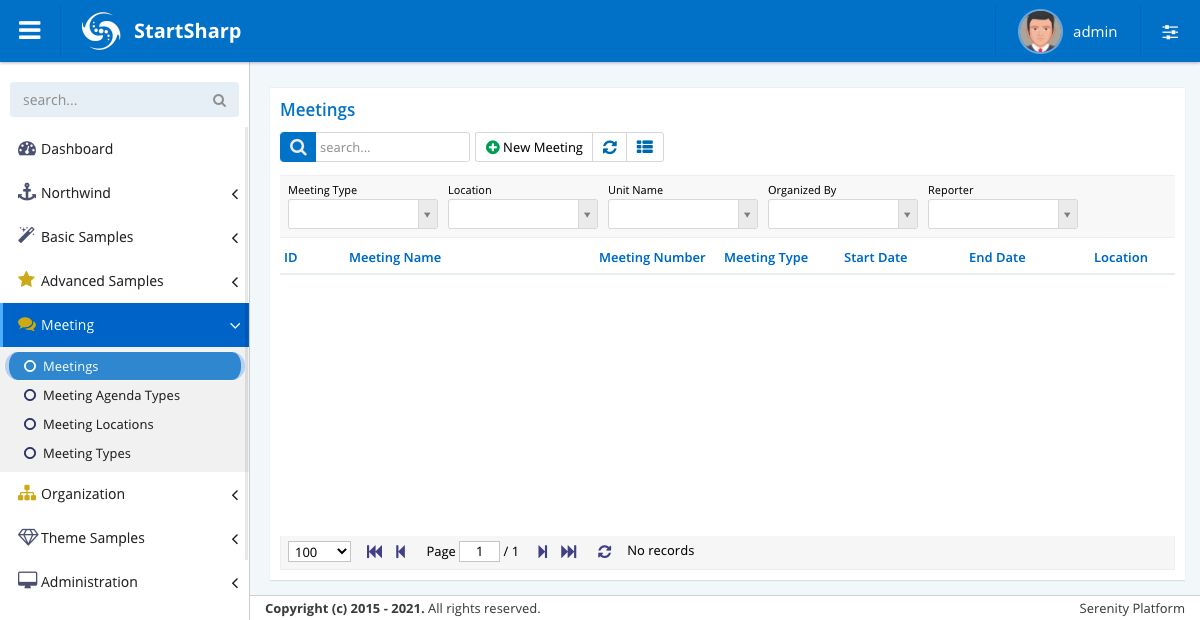 StartSharp
admin
search...
Dashboard
Northwind
Basic Samples
Advanced Samples
Meeting
Meetings
Meeting Agenda Types
Meeting Locations
Meeting Types
Organization
Theme Samples
Administration
Meetings
search... New Meeting
Meeting Type Location Unit Name Organized By Reporter
ID Meeting Name Meeting Number Meeting Type Start Date End Date Location
100 Page 1 / 1 No records
Copyright (c) 2015 - 2021. All rights reserved. Serenity Platform